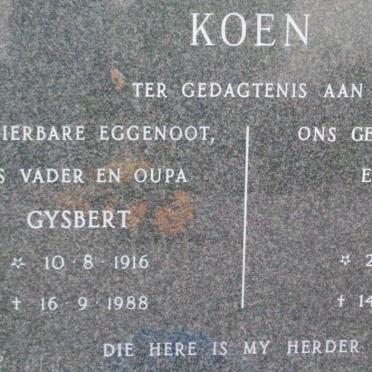 KOEN
TER GEDAGTENIS AAN
IERBARE EGGENOOT,
S VADER EN OUPA
GYSBERT
☆ 10·8·1916
✝ 16·9·1988
ONS GE
E
☆ 2
✝ 14
DIE HERE IS MY HERDER